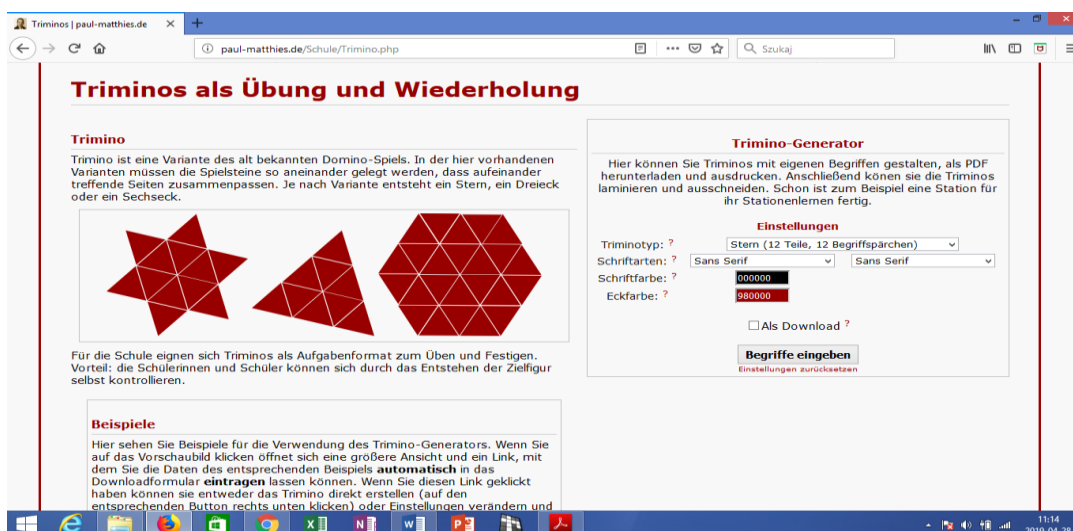 Triminos | paul-matthies.de
paul-matthies.de/Schule/Trimino.php
Szukaj
Triminos als Übung und Wiederholung
Trimino
Trimino ist eine Variante des alt bekannten Domino-Spiels. In der hier vorhandenen
Varianten müssen die Spielsteine so aneinander gelegt werden, dass aufeinander
treffende Seiten zusammenpassen. Je nach Variante entsteht ein Stern, ein Dreieck
oder ein Sechseck.
Für die Schule eignen sich Triminos als Aufgabenformat zum Üben und Festigen.
Vorteil: die Schülerinnen und Schüler können sich durch das Entstehen der Zielfigur
selbst kontrollieren.
Beispiele
Hier sehen Sie Beispiele für die Verwendung des Trimino-Generators. Wenn Sie
auf das Vorschaubild klicken öffnet sich eine größere Ansicht und ein Link, mit
dem Sie die Daten des entsprechenden Beispiels automatisch in das
Downloadformular eintragen lassen können. Wenn Sie diesen Link geklickt
haben können sie entweder das Trimino direkt erstellen (auf den
entsprechenden Button rechts unten klicken) oder Einstellungen verändern und
Trimino-Generator
Hier können Sie Triminos mit eigenen Begriffen gestalten, als PDF
herunterladen und ausdrucken. Anschließend könen sie die Triminos
laminieren und ausschneiden. Schon ist zum Beispiel eine Station für
ihr Stationenlernen fertig.
Einstellungen
Triminotyp: ? Stern (12 Teile, 12 Begriffspärchen)
Schriftarten: ? Sans Serif Sans Serif
Schriftfarbe: ? 000000
Eckfarbe: ? 980000
Als Download ?
Begriffe eingeben
Einstellungen zurücksetzen
11:14
2019-04-28